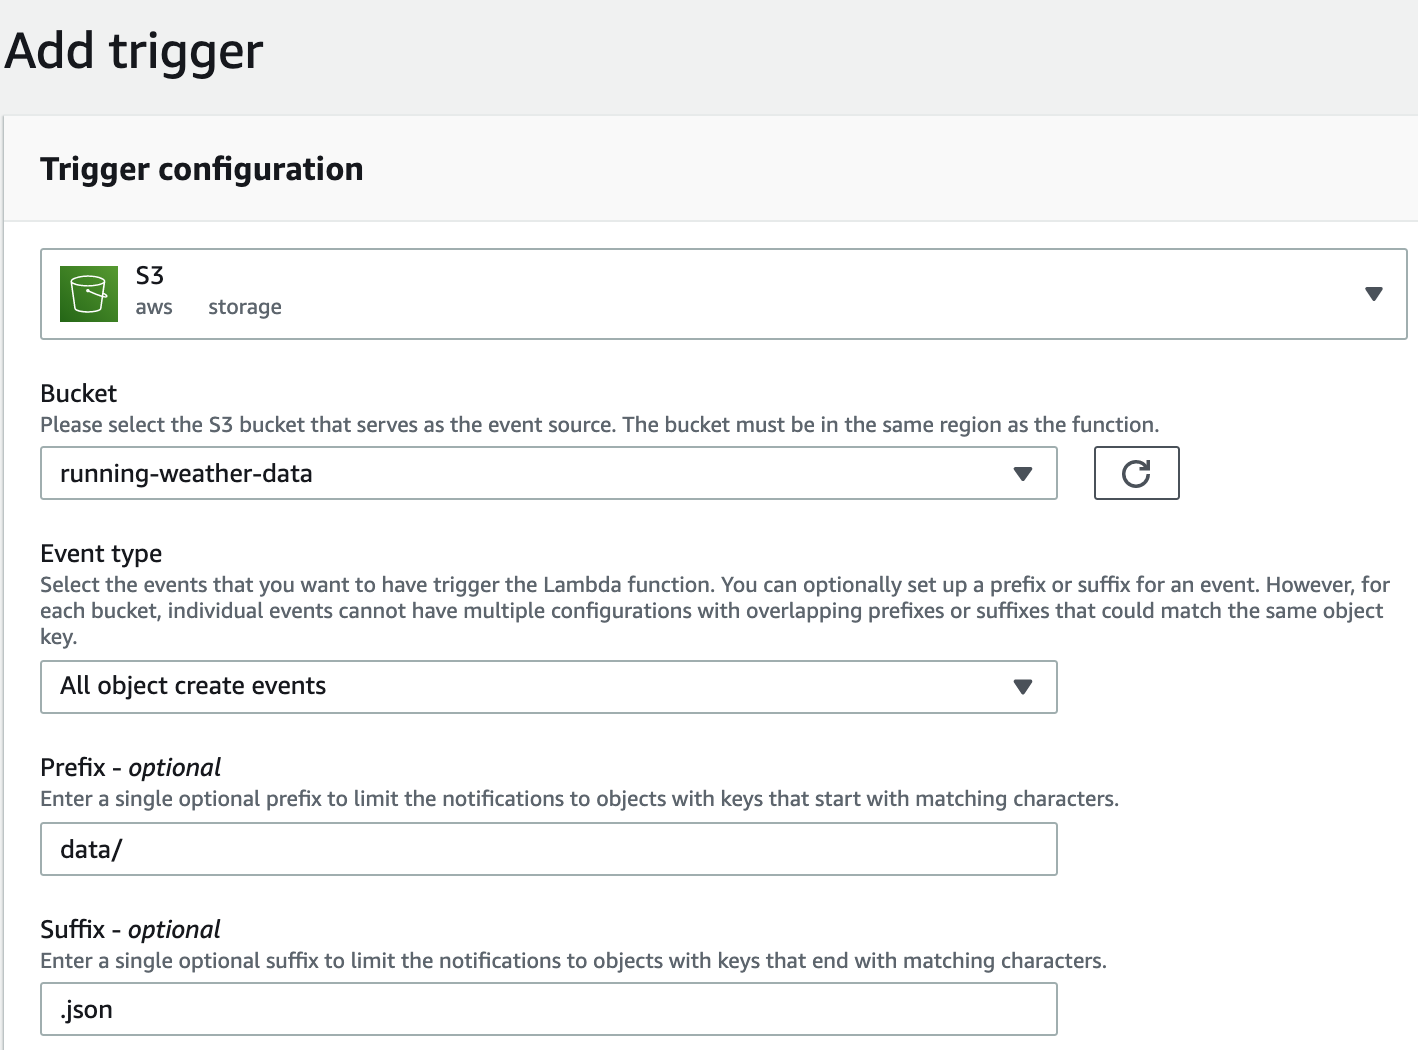 Add trigger
Trigger configuration
S3
aws storage
Bucket
Please select the S3 bucket that serves as the event source. The bucket must be in the same region as the function.
running-weather-data
Event type
Select the events that you want to have trigger the Lambda function. You can optionally set up a prefix or suffix for an event. However, for
each bucket, individual events cannot have multiple configurations with overlapping prefixes or suffixes that could match the same object
key.
All object create events
Prefix - optional
Enter a single optional prefix to limit the notifications to objects with keys that start with matching characters.
data/
Suffix - optional
Enter a single optional suffix to limit the notifications to objects with keys that end with matching characters.
.json